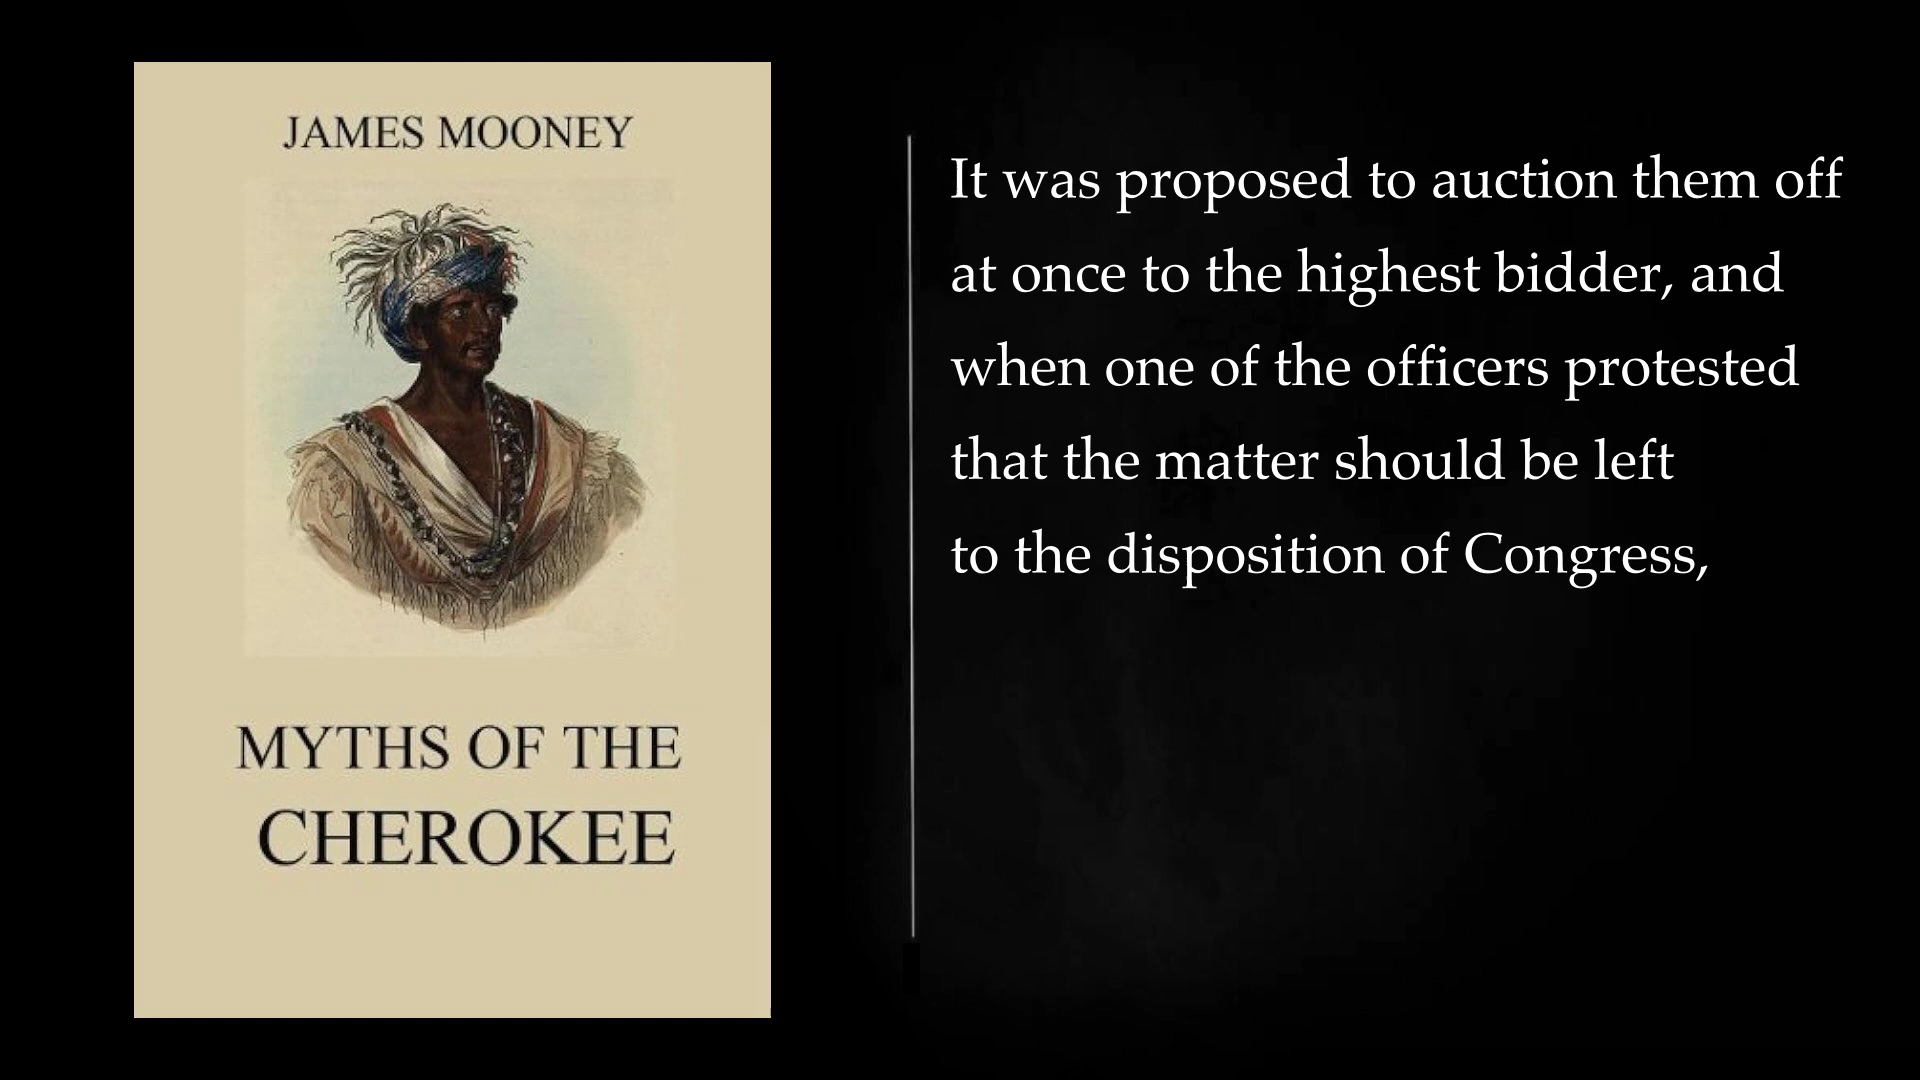 JAMES MOONEY
MYTHS OF THE
CHEROKEE
It was proposed to auction them off
at once to the highest bidder, and
when one of the officers protested
that the matter should be left
to the disposition of Congress,